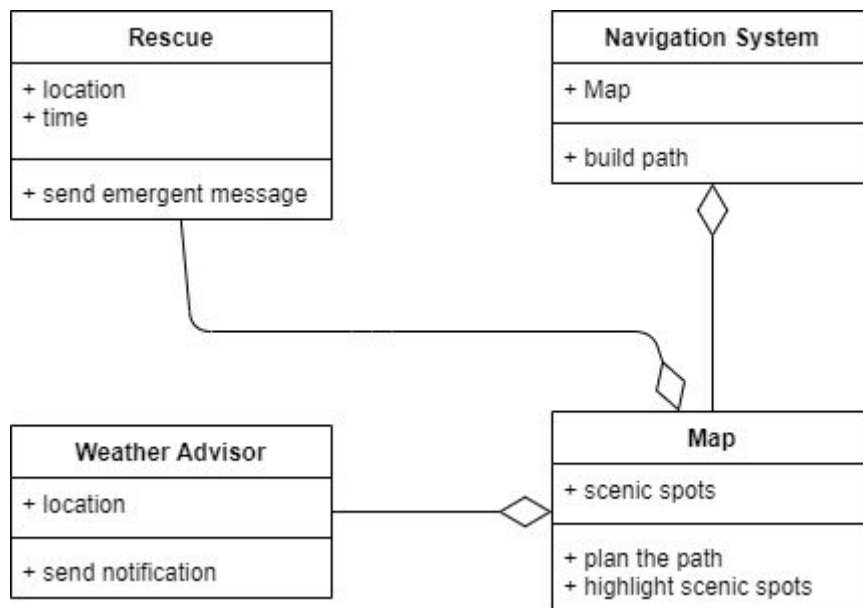 Rescue
+ location
+ time
+ send emergent message
Navigation System
+ Map
+ build path
Weather Advisor
+ location
+ send notification
Map
+ scenic spots
+ plan the path
+ highlight scenic spots